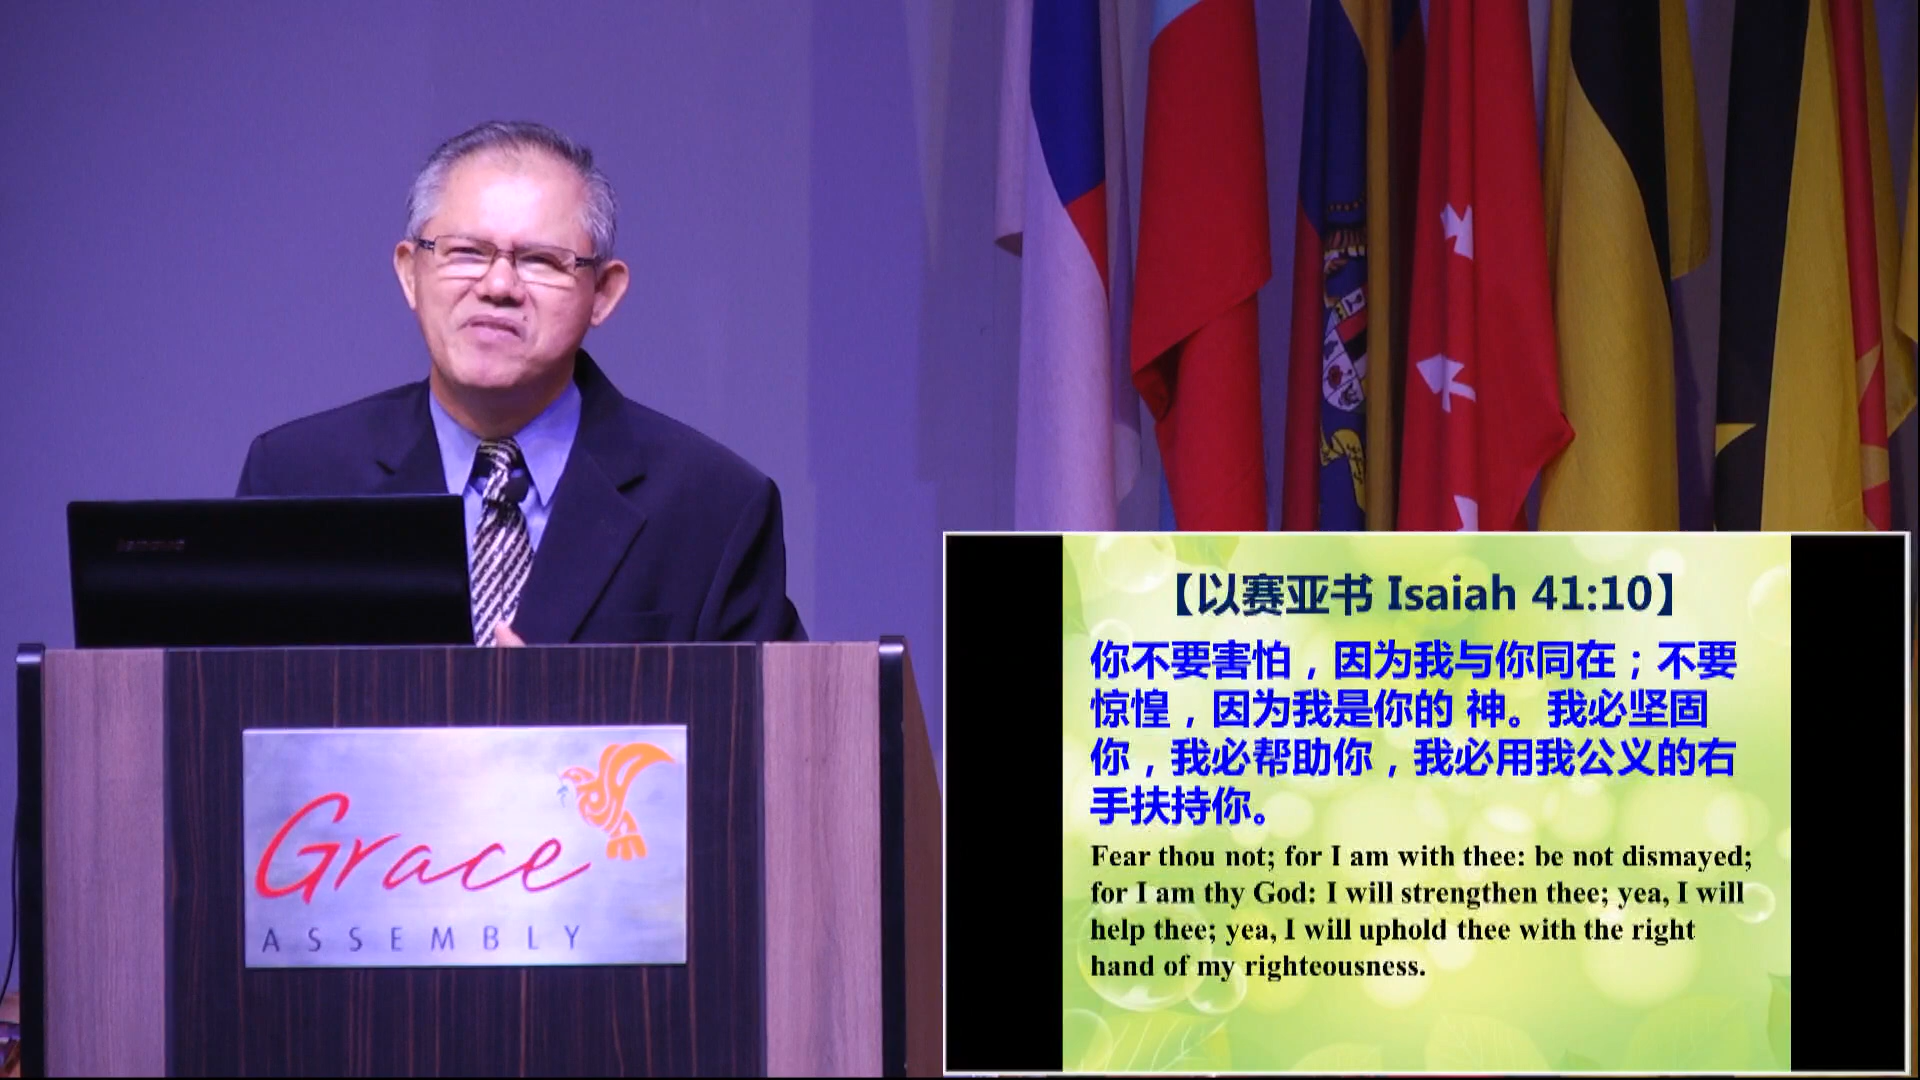 Grace
ASSEMBLY
【以赛亚书 Isaiah 41:10】
你不要害怕，因为我与你同在；不要
惊惶，因为我是你的 神。我必坚固
你，我必帮助你，我必用我公义的右
手扶持你。
Fear thou not; for I am with thee: be not dismayed;
for I am thy God: I will strengthen thee; yea, I will
help thee; yea, I will uphold thee with the right
hand of my righteousness.